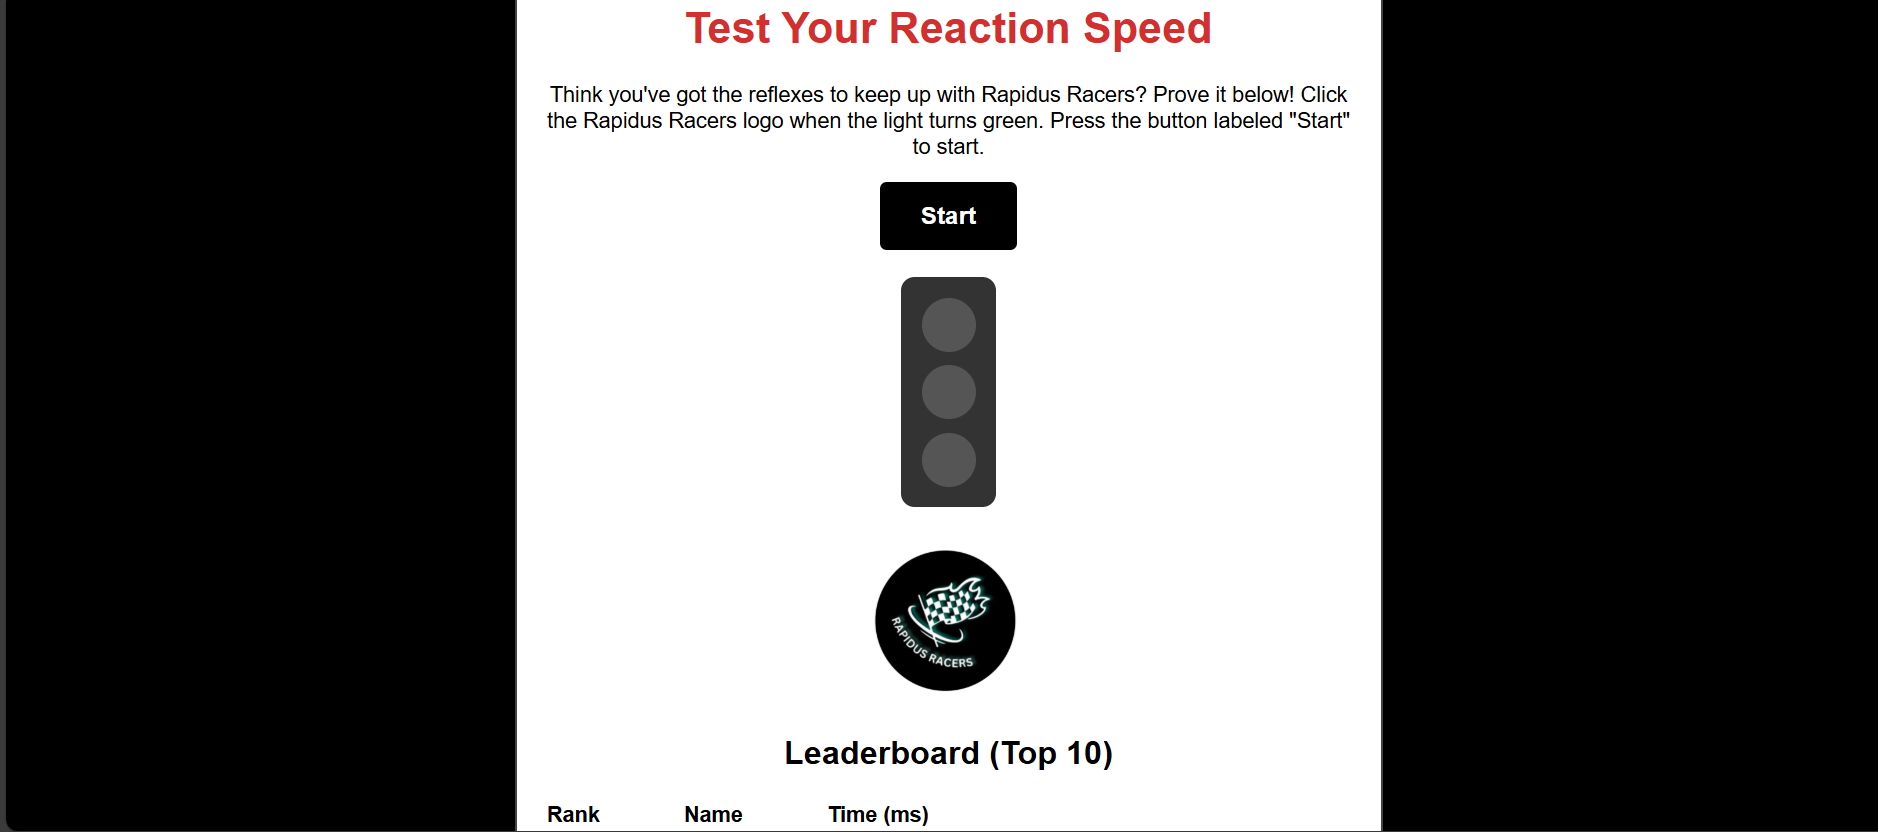 Test Your Reaction Speed
Think you've got the reflexes to keep up with Rapidus Racers? Prove it below! Click
the Rapidus Racers logo when the light turns green. Press the button labeled "Start"
to start.
Start
RAPIDUS RACERS
Leaderboard (Top 10)
Rank Name Time (ms)